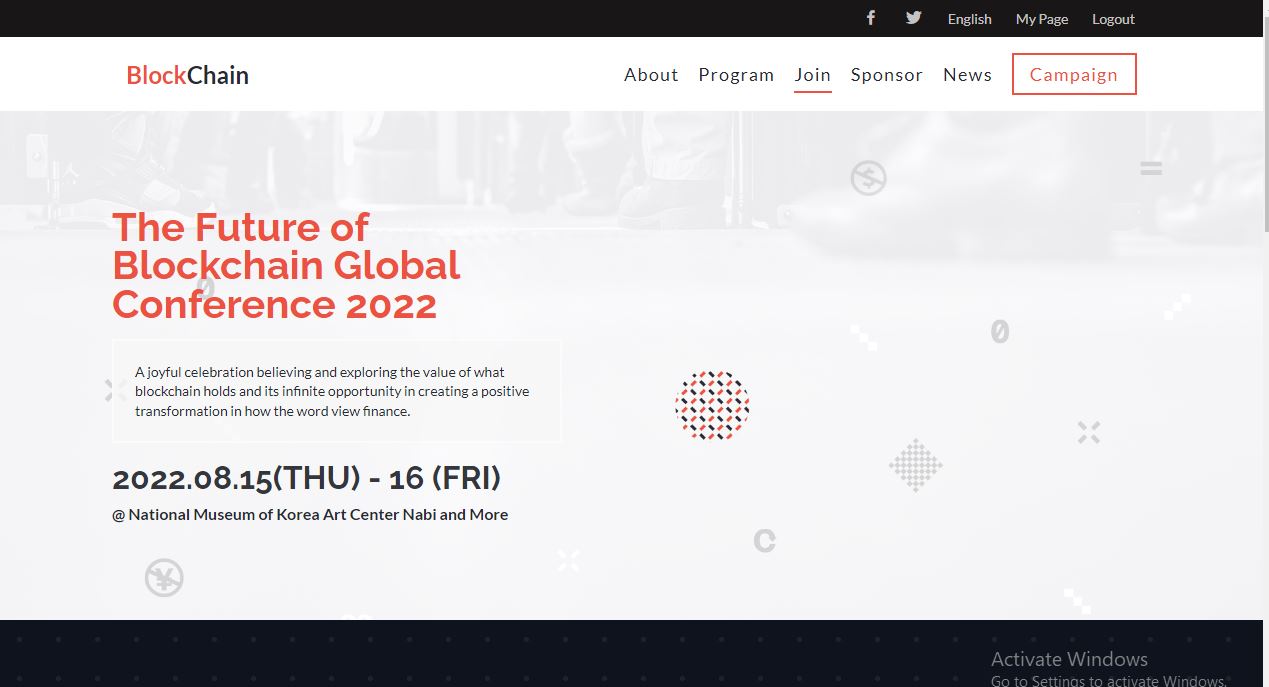 English My Page Logout
BlockChain
About Program Join Sponsor News Campaign
The Future of
Blockchain Global
Conference 2022
A joyful celebration believing and exploring the value of what
blockchain holds and its infinite opportunity in creating a positive
transformation in how the word view finance.
2022.08.15(THU) - 16 (FRI)
@ National Museum of Korea Art Center Nabi and More
Activate Windows
Go to Settings to activate Windows.